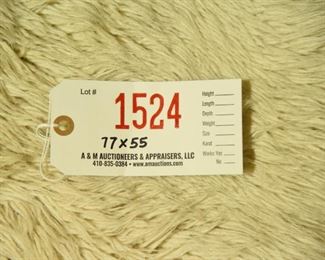 Lot #
1524
77x55
A & M AUCTIONEERS & APPRAISERS, LLC
410-835-0384 • www.amauctions.com
Height
Length
Depth
Weight
Size
Karat
Works: Yes
No